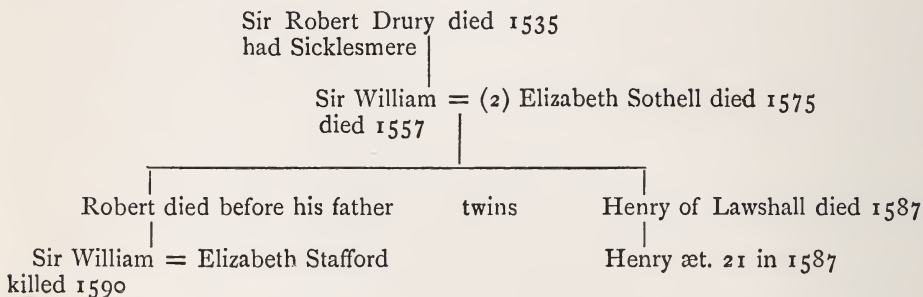 Sir Robert Drury died 1535
had Sicklesmere
Sir William = (2) Elizabeth Sothell died 1575
died 1557
Robert died before his father twins Henry of Lawshall died 1587
Sir William = Elizabeth Stafford Henry æt. 21 in 1587
killed 1590